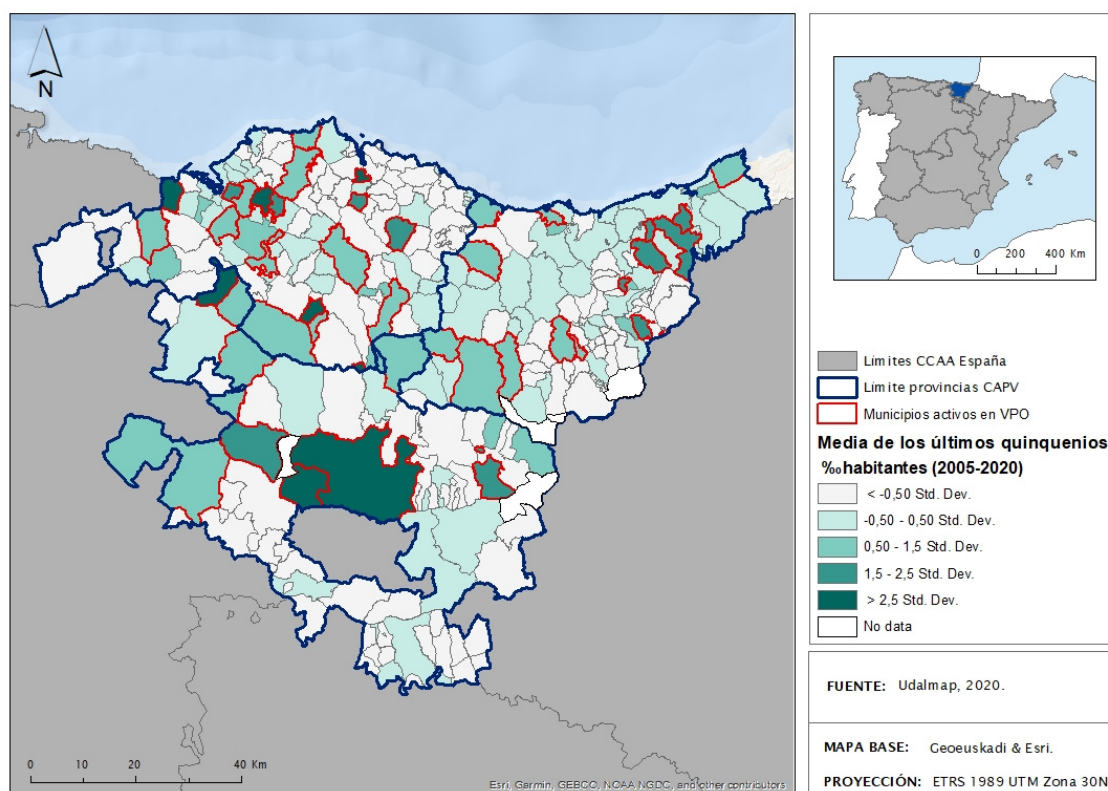 N
0 200 400 Km
Límites CCAA España
Límite provincias CAPV
Municipios activos en VPO
Media de los últimos quinquenios
‰habitantes (2005-2020)
< -0,50 Std. Dev.
-0,50 - 0,50 Std. Dev.
0,50 - 1,5 Std. Dev.
1,5 - 2,5 Std. Dev.
> 2,5 Std. Dev.
No data
FUENTE: Udalmap, 2020.
MAPA BASE: Geoeuskadi & Esri.
PROYECCIÓN: ETRS 1989 UTM Zona 30N
0 10 20 40 Km
Esri, Garmin, GEBCO, NOAA NGDC, and other contributors